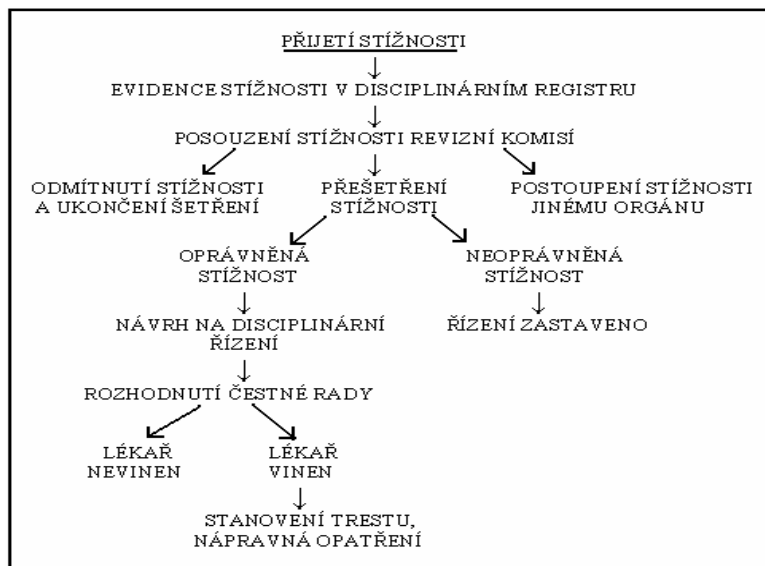 PŘIJETÍ STÍŽNOSTI
EVIDENCE STÍŽNOSTI V DISCIPLINÁRNÍM REGISTRU
POSOUZENÍ STÍŽNOSTI REVIZNÍ KOMISÍ
ODMÍTNUTÍ STÍŽNOSTI
A UKONČENÍ ŠETŘENÍ
PŘEŠETŘENÍ
STÍŽNOSTI
POSTOUPENÍ STÍŽNOSTI
JINÉMU ORGÁNU
OPRÁVNĚNÁ
STÍŽNOST
NEOPRÁVNĚNÁ
STÍŽNOST
NÁVRH NA DISCIPLINÁRNÍ
ŘÍZENÍ
ŘÍZENÍ ZASTAVENO
ROZHODNUTÍ ČESTNÉ RADY
LÉKAŘ
NEVINEN
LÉKAŘ
VINEN
STANOVENÍ TRESTU,
NÁPRAVNÁ OPATŘENÍ